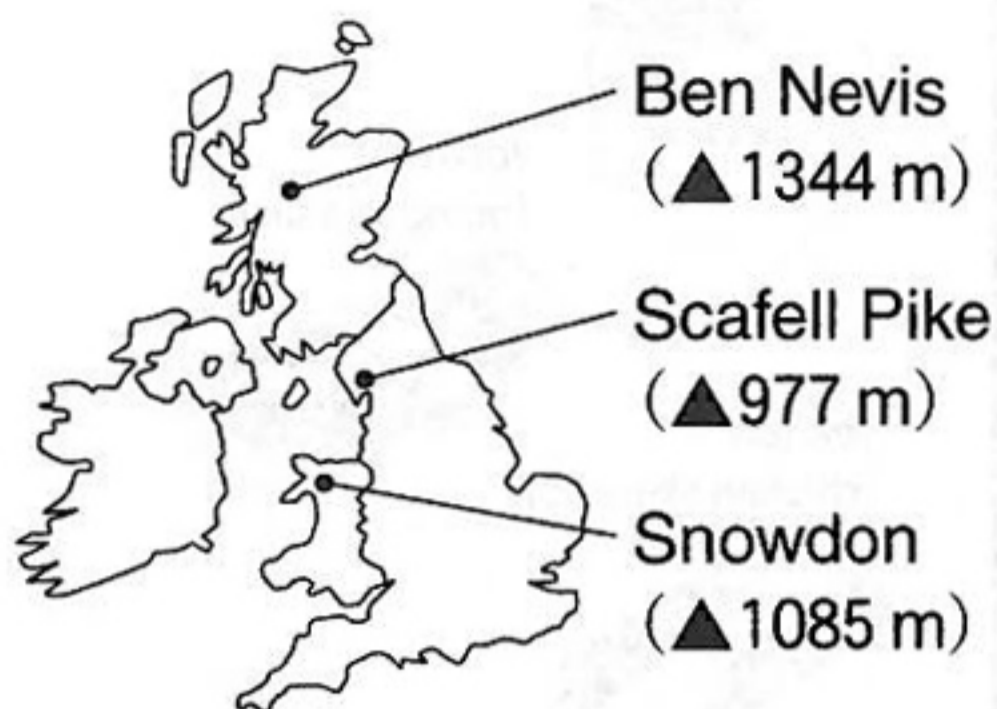 Ben Nevis
(▲1344 m)
Scafell Pike
(▲977 m)
Snowdon
(▲1085 m)